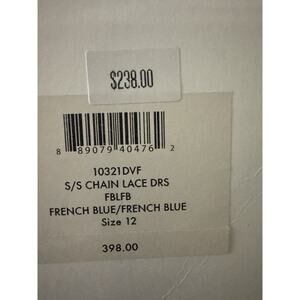 $238.00
8 89079 40476 2
10321DVF
S/S CHAIN LACE DRS
FBLFB
FRENCH BLUE/FRENCH BLUE
Size 12
398.00